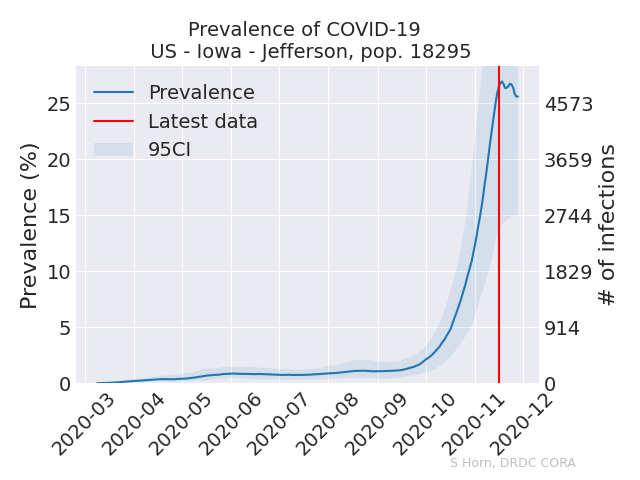 Prevalence of COVID-19
US - Iowa - Jefferson, pop. 18295
Prevalence
Latest data
95CI
Prevalence (%)
25
20
15
10
5
0
4573
3659
2744
1829
914
0
# of infections
2020-03
2020-04
2020-05
2020-06
2020-07
2020-08
2020-09
2020-10
2020-11
2020-12
S Horn, DRDC CORA